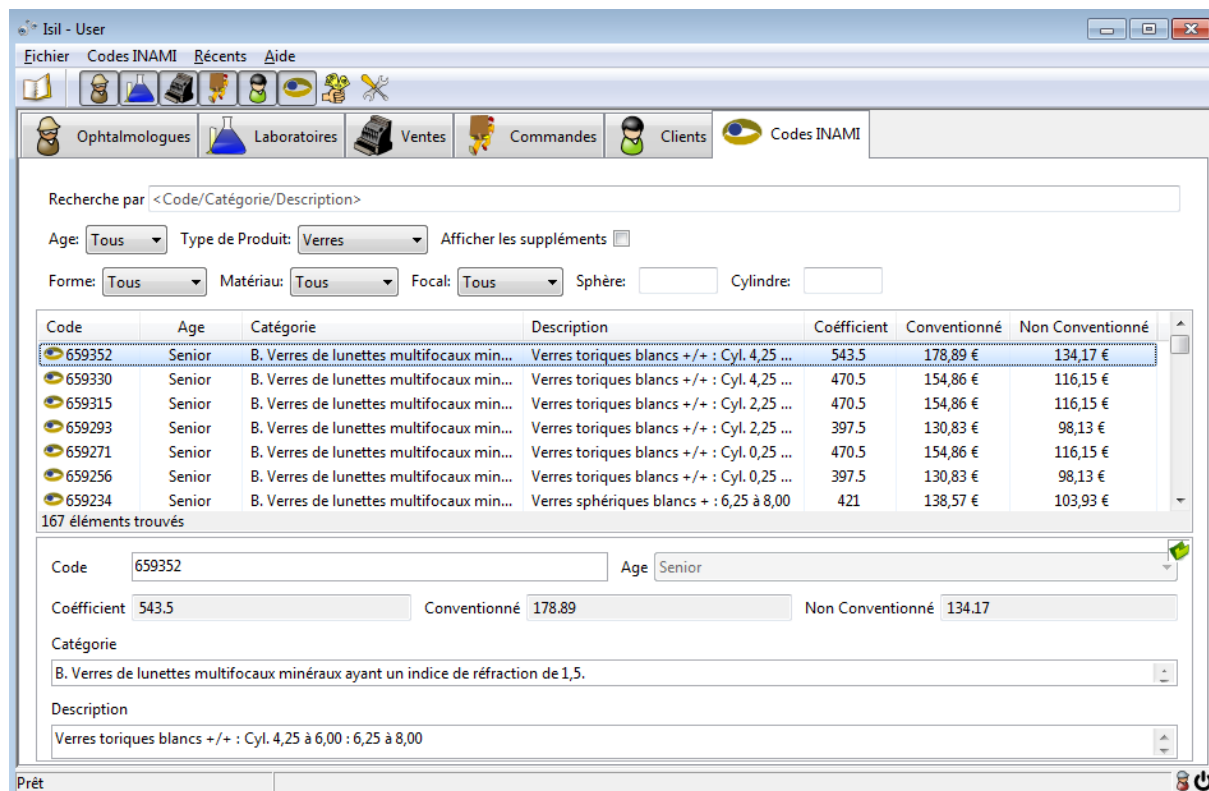 Isil - User
Fichier Codes INAMI Récents Aide
Ophtalmologues Laboratoires Ventes Commandes Clients Codes INAMI
Recherche par <Code/Catégorie/Description>
Age: Tous Type de Produit: Verres Afficher les suppléments
Forme: Tous Matériau: Tous Focal: Tous Sphère: Cylindre:
Code Age Catégorie Description Coéfficient Conventionné Non Conventionné
659352 Senior B. Verres de lunettes multifocaux min... Verres toriques blancs +/+ : Cyl. 4,25 ... 543.5 178,89 € 134,17 €
659330 Senior B. Verres de lunettes multifocaux min... Verres toriques blancs +/+ : Cyl. 4,25 ... 470.5 154,86 € 116,15 €
659315 Senior B. Verres de lunettes multifocaux min... Verres toriques blancs +/+ : Cyl. 2,25 ... 470.5 154,86 € 116,15 €
659293 Senior B. Verres de lunettes multifocaux min... Verres toriques blancs +/+ : Cyl. 2,25 ... 397.5 130,83 € 98,13 €
659271 Senior B. Verres de lunettes multifocaux min... Verres toriques blancs +/+ : Cyl. 0,25 ... 470.5 154,86 € 116,15 €
659256 Senior B. Verres de lunettes multifocaux min... Verres toriques blancs +/+ : Cyl. 0,25 ... 397.5 130,83 € 98,13 €
659234 Senior B. Verres de lunettes multifocaux min... Verres sphériques blancs + : 6,25 à 8,00 421 138,57 € 103,93 €
167 éléments trouvés
Code 659352 Age Senior
Coéfficient 543.5 Conventionné 178.89 Non Conventionné 134.17
Catégorie
B. Verres de lunettes multifocaux minéraux ayant un indice de réfraction de 1,5.
Description
Verres toriques blancs +/+ : Cyl. 4,25 à 6,00 : 6,25 à 8,00
Prêt